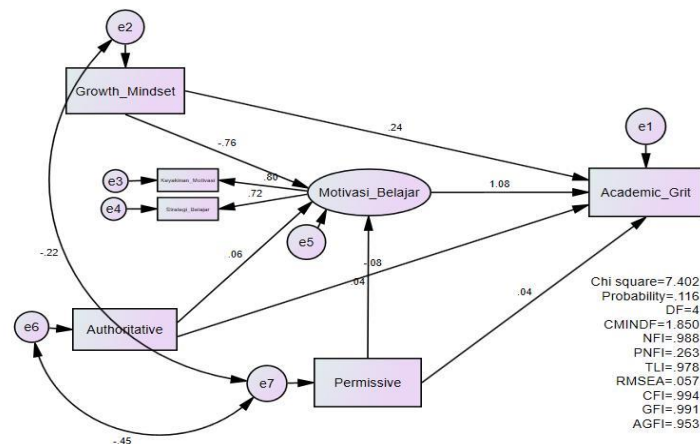 e2
Growth_Mindset
.24
e1
-.76
e3
Keyakinan_Motivasi
.80
Motivasi_Belajar
1.08
Academic_Grit
e4
Strategi_Belajar
.72
e5
-.22
.06
-.08
.04
.04
e6
Authoritative
e7
Permissive
-.45
Chi square=7.402
Probability=.116
DF=4
CMINDF=1.850
NFI=.988
PNFI=.263
TLI=.978
RMSEA=.057
CFI=.994
GFI=.991
AGFI=.953